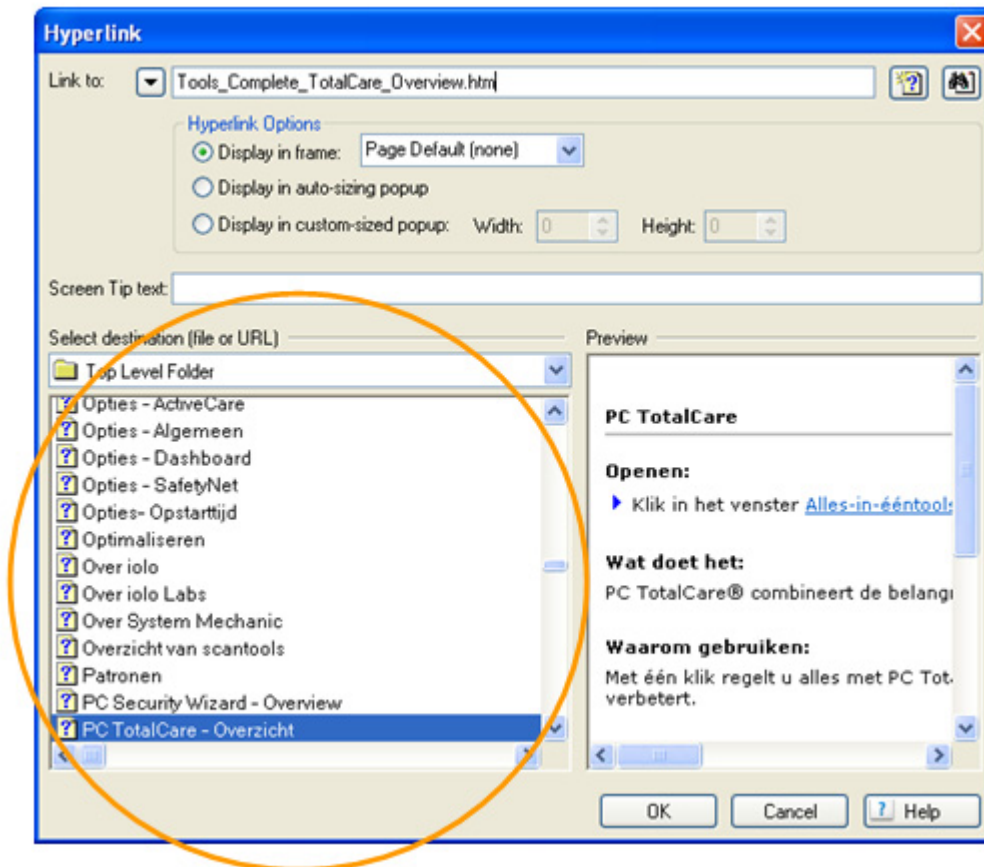 Hyperlink
Link to: Tools_Complete_TotalCare_Overview.htm
Hyperlink Options
Display in frame: Page Default (none)
Display in auto-sizing popup
Display in custom-sized popup: Width: 0 Height: 0
Screen Tip text:
Select destination (file or URL)
Top Level Folder
Opties - ActiveCare
Opties - Algemeen
Opties - Dashboard
Opties - SafetyNet
Opties- Opstarttijd
Optimaliseren
Over iolo
Over iolo Labs
Over System Mechanic
Overzicht van scantools
Patronen
PC Security Wizard - Overview
PC TotalCare - Overzicht
Preview
PC TotalCare
Openen:
Klik in het venster Alles-in-ééntools
Wat doet het:
PC TotalCare® combineert de
Waarom gebruiken:
Met één klik regelt u alles met PC
verbetert.
OK Cancel Help